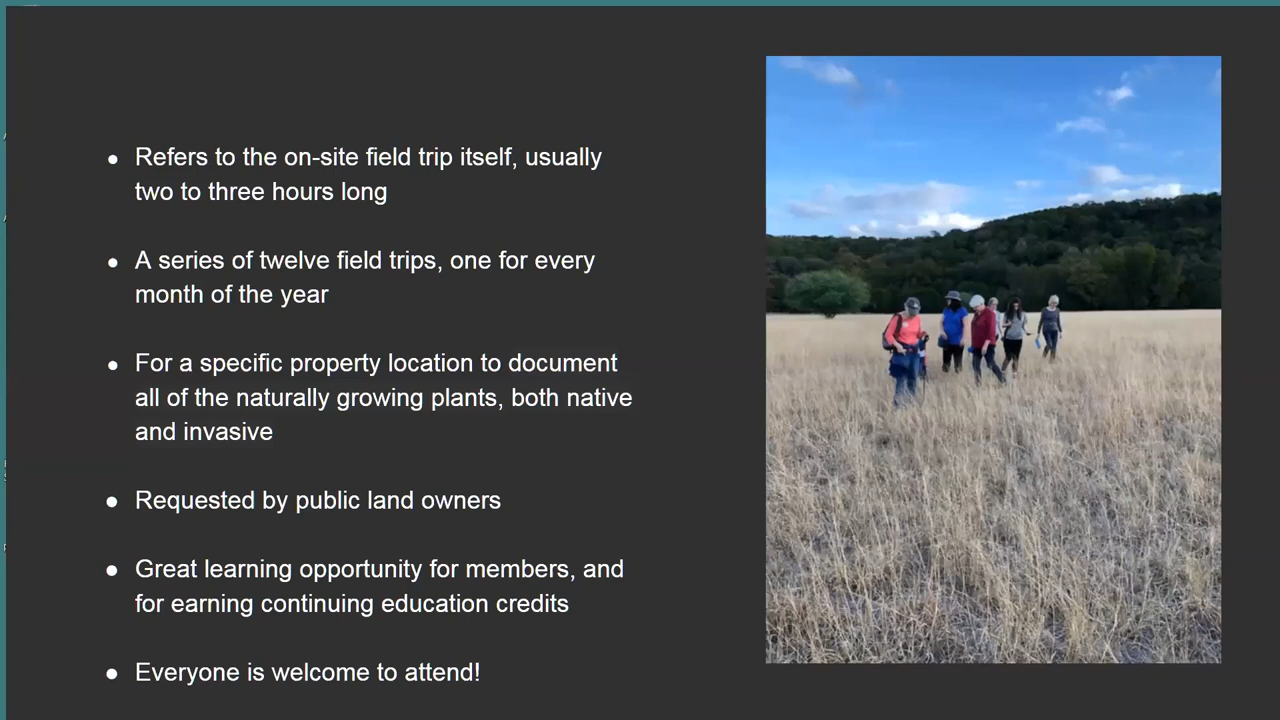 ● Refers to the on-site field trip itself, usually
two to three hours long
● A series of twelve field trips, one for every
month of the year
● For a specific property location to document
all of the naturally growing plants, both native
and invasive
● Requested by public land owners
● Great learning opportunity for members, and
for earning continuing education credits
● Everyone is welcome to attend!